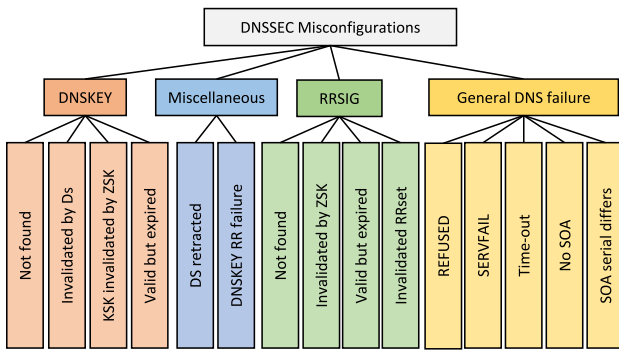 DNSSEC Misconfigurations
DNSKEY
Miscellaneous
RRSIG
General DNS failure
Not found
Invalidated by Ds
KSK invalidated by ZSK
Valid but expired
DS retracted
DNSKEY RR failure
Not found
Invalidated by ZSK
Valid but expired
Invalidated RRset
REFUSED
SERVFAIL
Time-out
No SOA
SOA serial differs